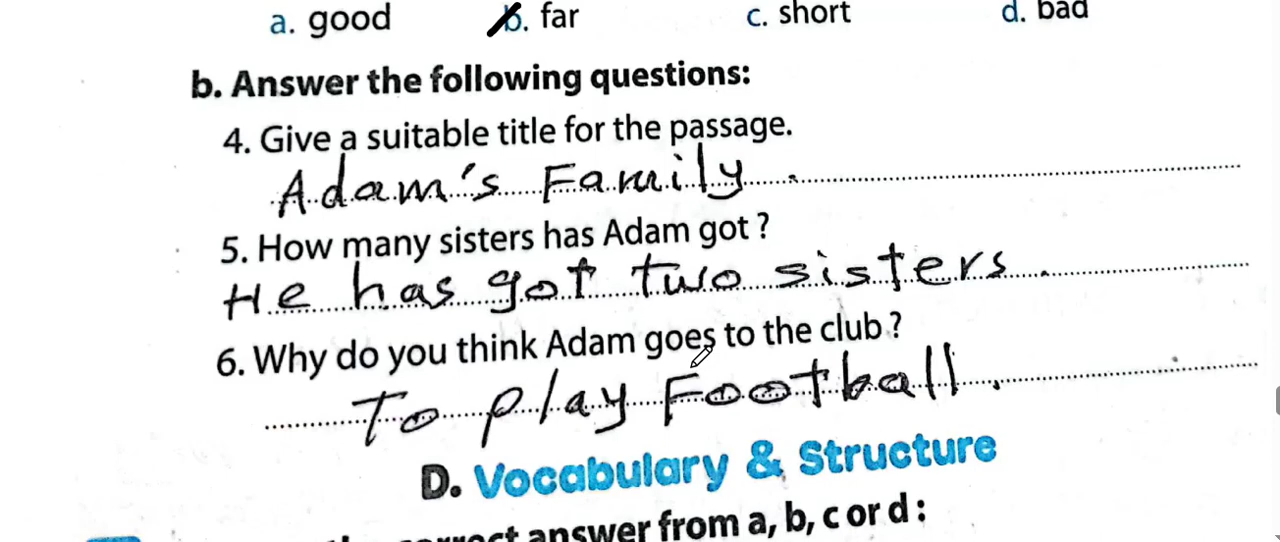 a. good b. far c. short d. bad
b. Answer the following questions:
4. Give a suitable title for the passage.
Adam's Family.
5. How many sisters has Adam got ?
He has got two sisters.
6. Why do you think Adam goes to the club ?
To play Football.
D. Vocabulary & Structure
answer from a, b, c or d :